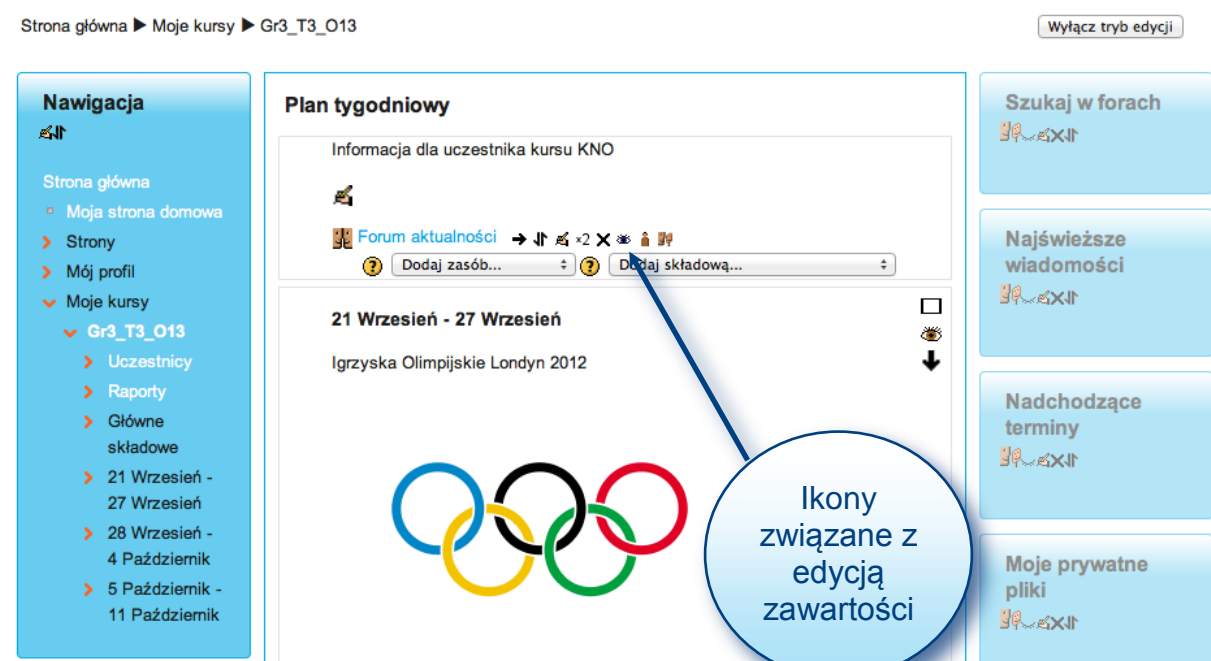 Strona główna ▶ Moje kursy ▶ Gr3_T3_O13
Wyłącz tryb edycji
Nawigacja
Strona główna
Moja strona domowa
Strony
Mój profil
Moje kursy
Gr3_T3_O13
Uczestnicy
Raporty
Główne
składowe
21 Wrzesień -
27 Wrzesień
28 Wrzesień -
4 Październik
5 Październik -
11 Październik
Plan tygodniowy
Informacja dla uczestnika kursu KNO
Forum aktualności ×2
? Dodaj zasób... ? Dodaj składową...
21 Wrzesień - 27 Wrzesień
Igrzyska Olimpijskie Londyn 2012
Ikony
związane z
edycją
zawartości
Szukaj w forach
Najświeższe
wiadomości
Nadchodzące
terminy
Moje prywatne
pliki